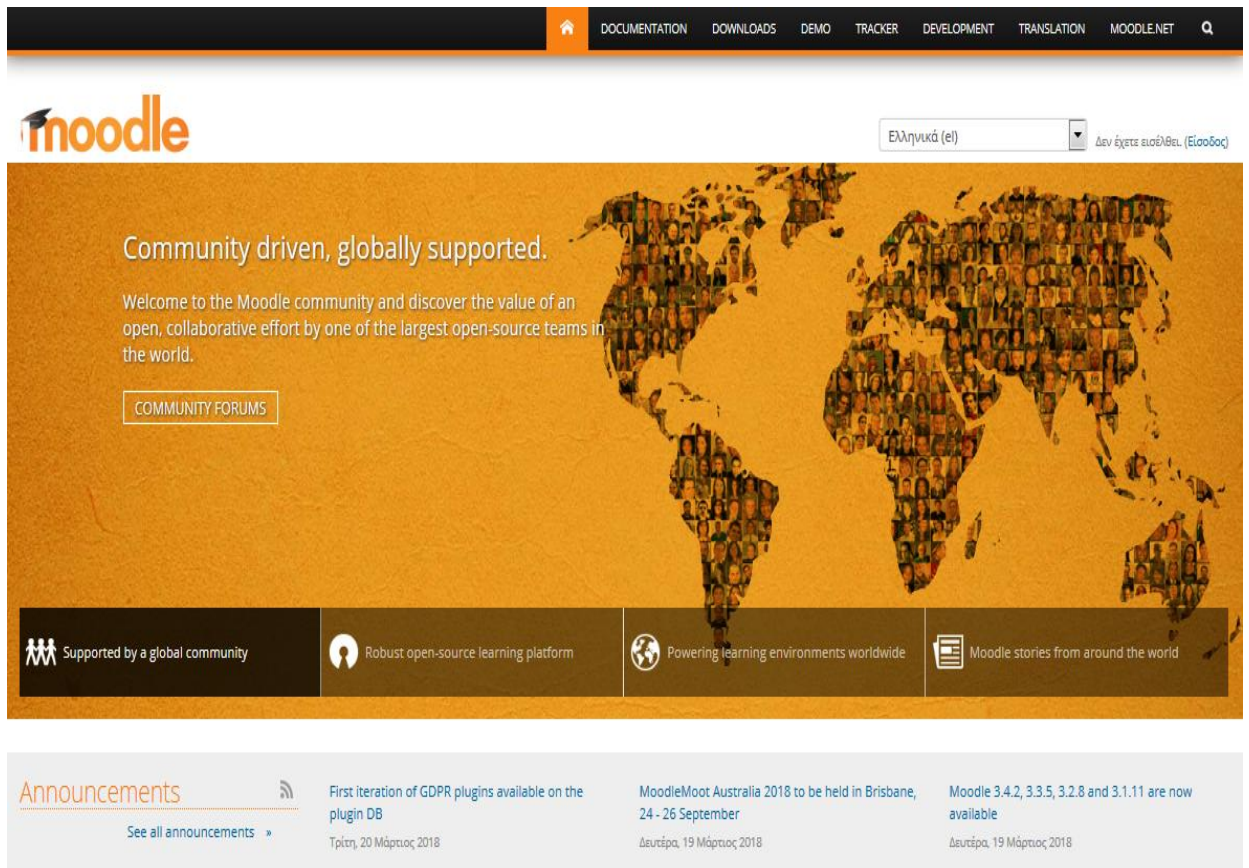 DOCUMENTATION DOWNLOADS DEMO TRACKER DEVELOPMENT TRANSLATION MOODLE.NET
moodle
Ελληνικά (el)
Δεν έχετε εισέλθει. (Είσοδος)
Community driven, globally supported.
Welcome to the Moodle community and discover the value of an
open, collaborative effort by one of the largest open-source teams in
the world.
COMMUNITY FORUMS
Supported by a global community
Robust open-source learning platform
Powering learning environments worldwide
Moodle stories from around the world
Announcements
See all announcements »
First iteration of GDPR plugins available on the
plugin DB
Τρίτη, 20 Μάρτιος 2018
MoodleMoot Australia 2018 to be held in Brisbane,
24 - 26 September
Δευτέρα, 19 Μάρτιος 2018
Moodle 3.4.2, 3.3.5, 3.2.8 and 3.1.11 are now
available
Δευτέρα, 19 Μάρτιος 2018